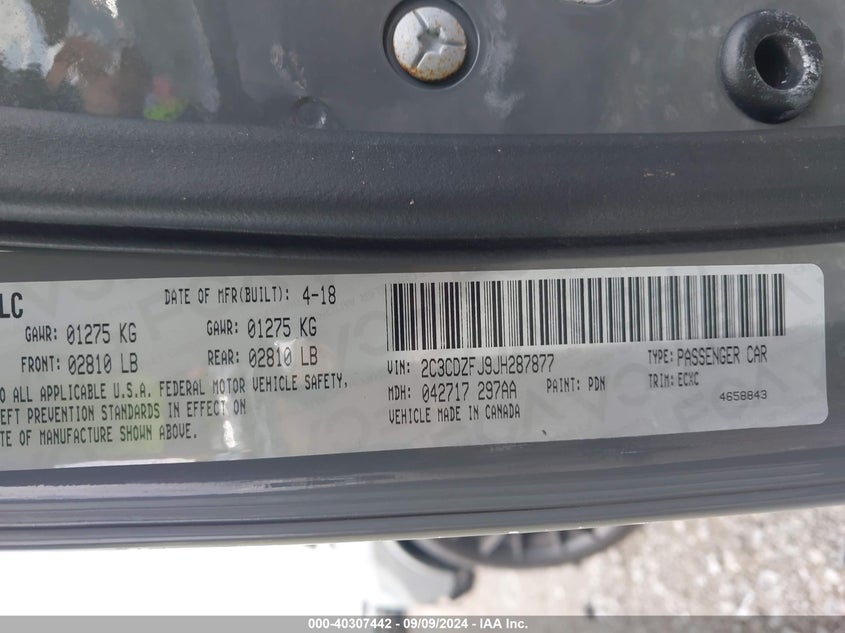 LC
DATE OF MFR(BUILT): 4-18
GAWR: 01275 KG GAWR: 01275 KG
FRONT: 02810 LB REAR: 02810 LB
O ALL APPLICABLE U.S.A. FEDERAL MOTOR VEHICLE SAFETY,
EFT PREVENTION STANDARDS IN EFFECT ON
TE OF MANUFACTURE SHOWN ABOVE.
VIN: 2C3CDZFJ9JH287877 TYPE: PASSENGER CAR
MDH: 042717 297AA PAINT: PDN TRIM: ECXC
VEHICLE MADE IN CANADA 4658843
000-40307442 - 09/09/2024 - IAA Inc.